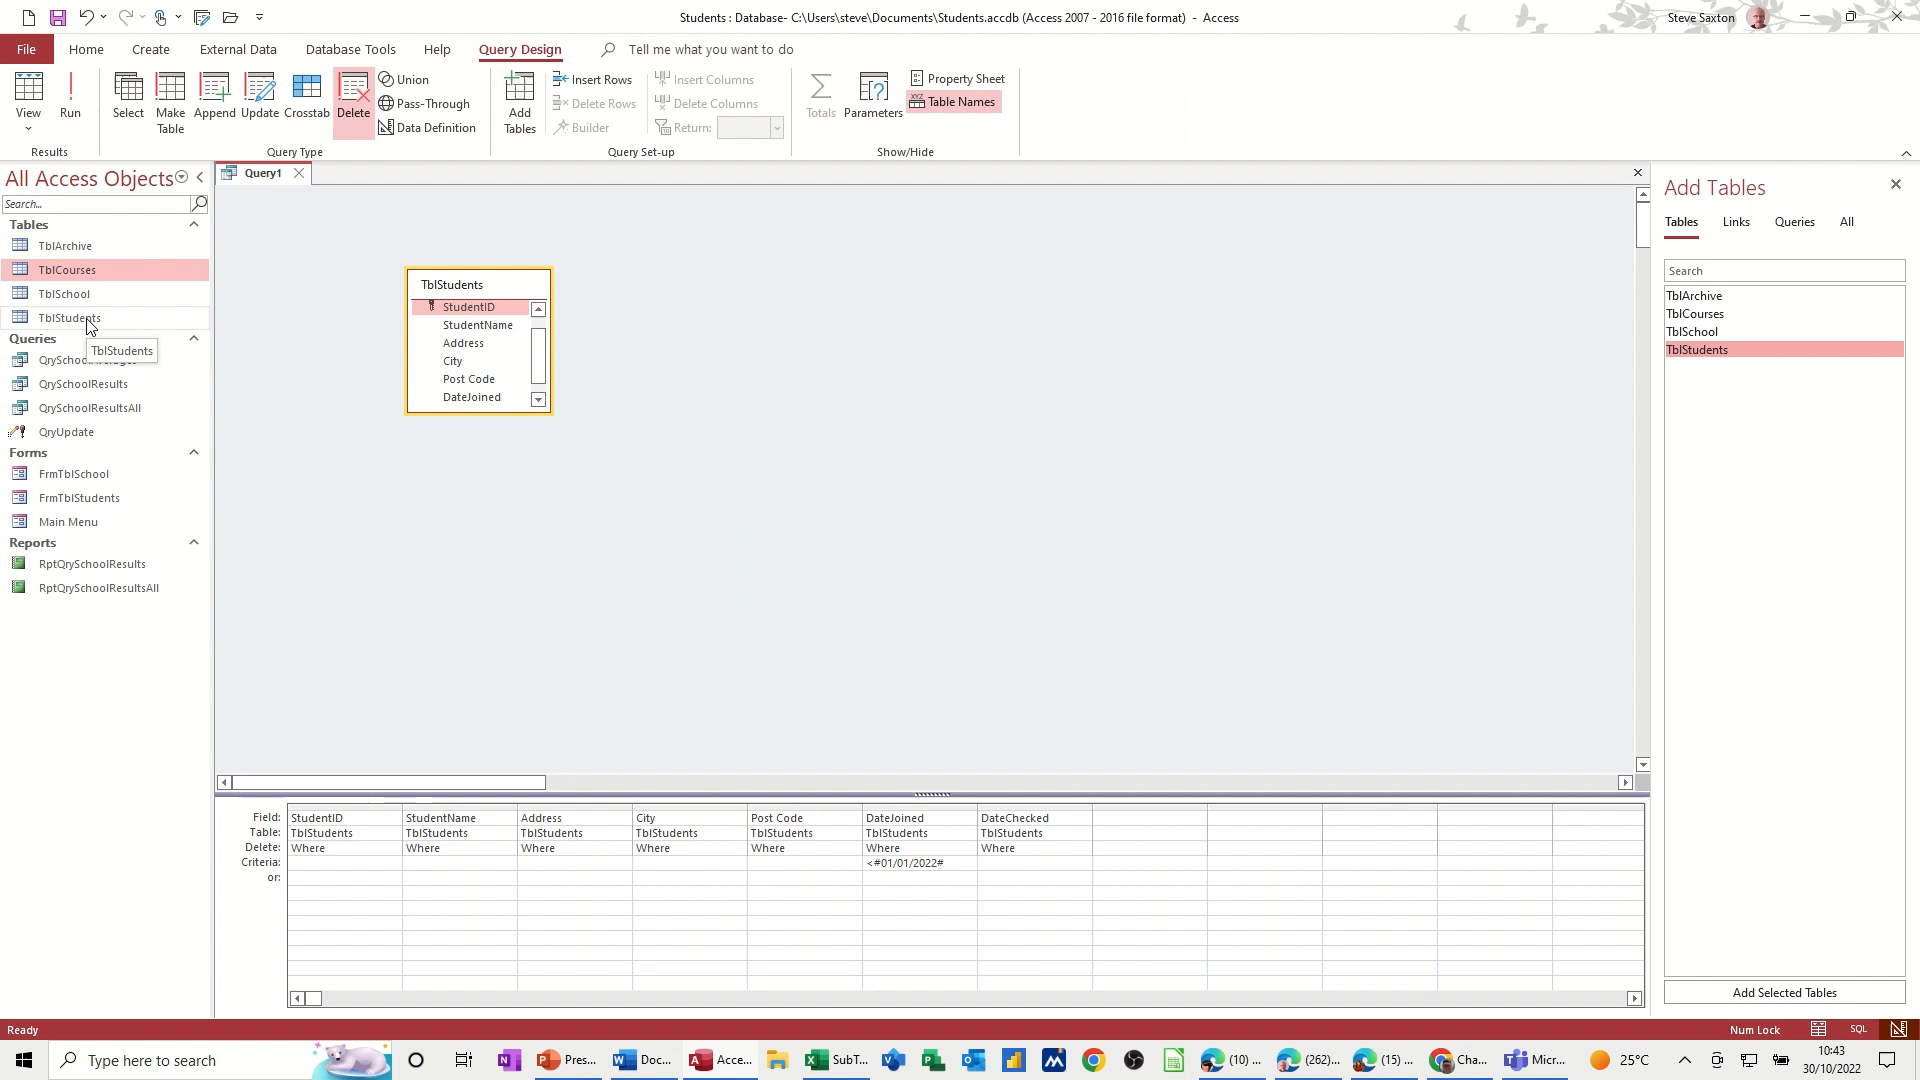 Students : Database- C:\Users\steve\Documents\Students.accdb (Access 2007 - 2016 file format) - Access
Steve Saxton
File Home Create External Data Database Tools Help Query Design Tell me what you want to do
View
Run
Results
Select
Make Table
Append
Update
Crosstab
Delete
Union
Pass-Through
Data Definition
Query Type
Add Tables
Insert Rows
Delete Rows
Builder
Insert Columns
Delete Columns
Return:
Query Set-up
Totals
Parameters
Property Sheet
Table Names
Show/Hide
All Access Objects
Search...
Tables
TblArchive
TblCourses
TblSchool
TblStudents
Queries
TblStudents
QrySchoolResults
QrySchoolResultsAll
QryUpdate
Forms
FrmTblSchool
FrmTblStudents
Main Menu
Reports
RptQrySchoolResults
RptQrySchoolResultsAll
Query1
TblStudents
StudentID
StudentName
Address
City
Post Code
DateJoined
Field: StudentID StudentName Address City Post Code DateJoined DateChecked
Table: TblStudents TblStudents TblStudents TblStudents TblStudents TblStudents TblStudents
Delete: Where Where Where Where Where Where Where
Criteria: <#01/01/2022#
or:
Add Tables
Tables Links Queries All
Search
TblArchive
TblCourses
TblSchool
TblStudents
Add Selected Tables
Ready
Num Lock
SQL
Type here to search
Pres...
Doc...
Acce...
SubT...
(10) ...
(262)...
(15) ...
Cha...
Micr...
25°C
10:43
30/10/2022